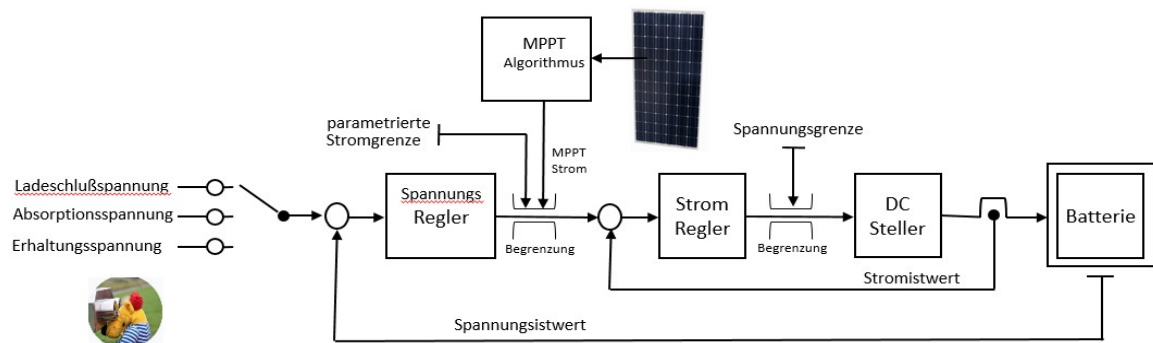 MPPT
Algorithmus
parametrierte
Stromgrenze
MPPT
Strom
Spannungsgrenze
Ladeschlußspannung
Absorptionsspannung
Erhaltungsspannung
Spannungs
Regler
Begrenzung
Strom
Regler
Begrenzung
DC
Steller
Batterie
Stromistwert
Spannungsistwert